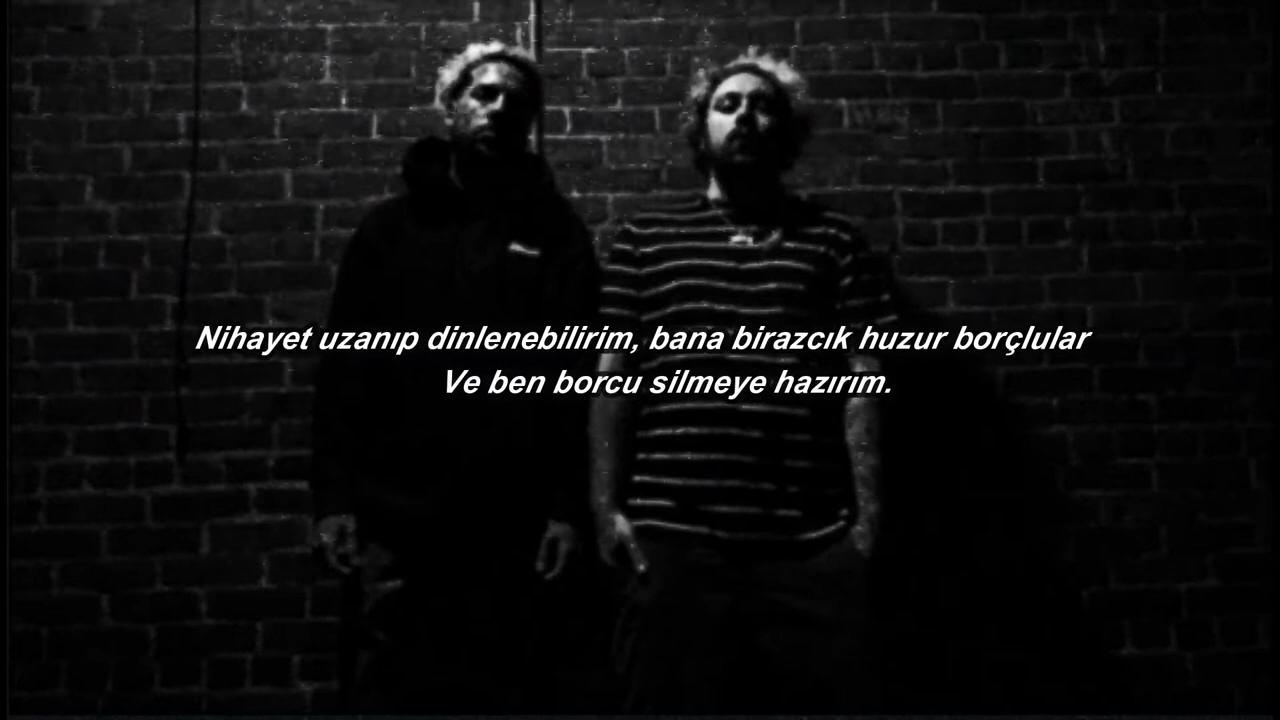 Nihayet uzanıp dinlenebilirim, bana birazcık huzur borçlular
Ve ben borcu silmeye hazırım.